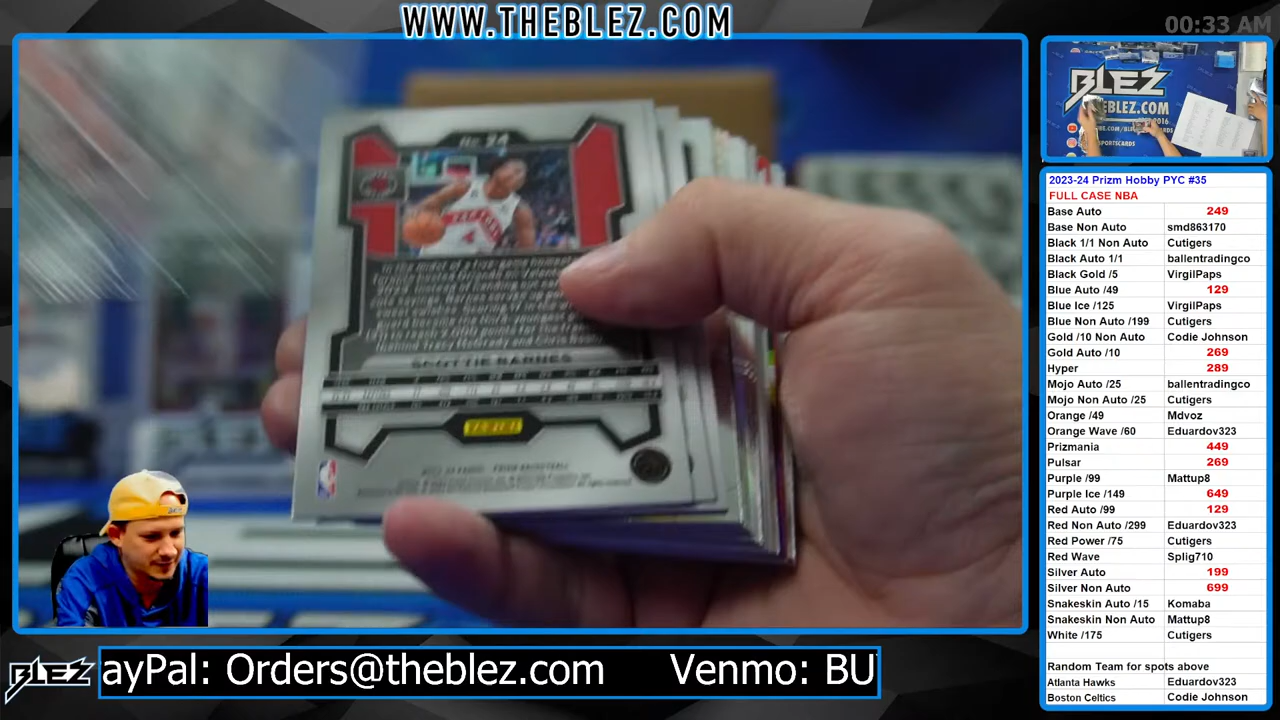 WWW.THEBLEZ.COM
00:33 AM
BLEZ
THEBLEZ.COM
2023-24 Prizm Hobby PYC #35
FULL CASE NBA
Base Auto 249
Base Non Auto smd863170
Black 1/1 Non Auto Cutigers
Black Auto 1/1 ballentradingco
Black Gold /5 VirgilPaps
Blue Auto /49 129
Blue Ice /125 VirgilPaps
Blue Non Auto /199 Cutigers
Gold /10 Non Auto Codie Johnson
Gold Auto /10 269
Hyper 289
Mojo Auto /25 ballentradingco
Mojo Non Auto /25 Cutigers
Orange /49 Mdvoz
Orange Wave /60 Eduardov323
Prizmania 449
Pulsar 269
Purple /99 Mattup8
Purple Ice /149 649
Red Auto /99 129
Red Non Auto /299 Eduardov323
Red Power /75 Cutigers
Red Wave Splig710
Silver Auto 199
Silver Non Auto 699
Snakeskin Auto /15 Komaba
Snakeskin Non Auto Mattup8
White /175 Cutigers
Random Team for spots above
Atlanta Hawks Eduardov323
Boston Celtics Codie Johnson
SCOTTIE BARNES
BLEZ
ayPal: Orders@theblez.com Venmo: BU